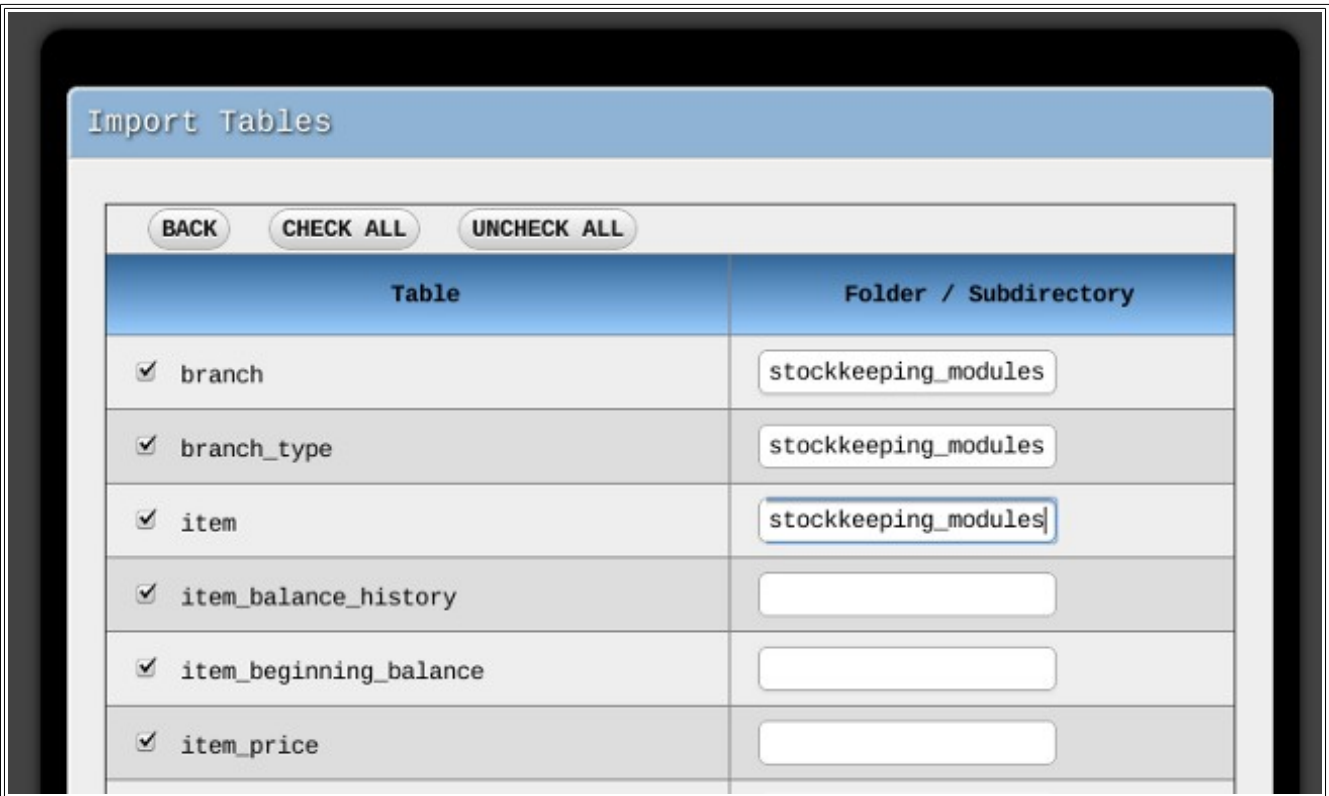 Import Tables
BACK CHECK ALL UNCHECK ALL
Table Folder / Subdirectory
branch stockkeeping_modules
branch_type stockkeeping_modules
item stockkeeping_modules
item_balance_history
item_beginning_balance
item_price